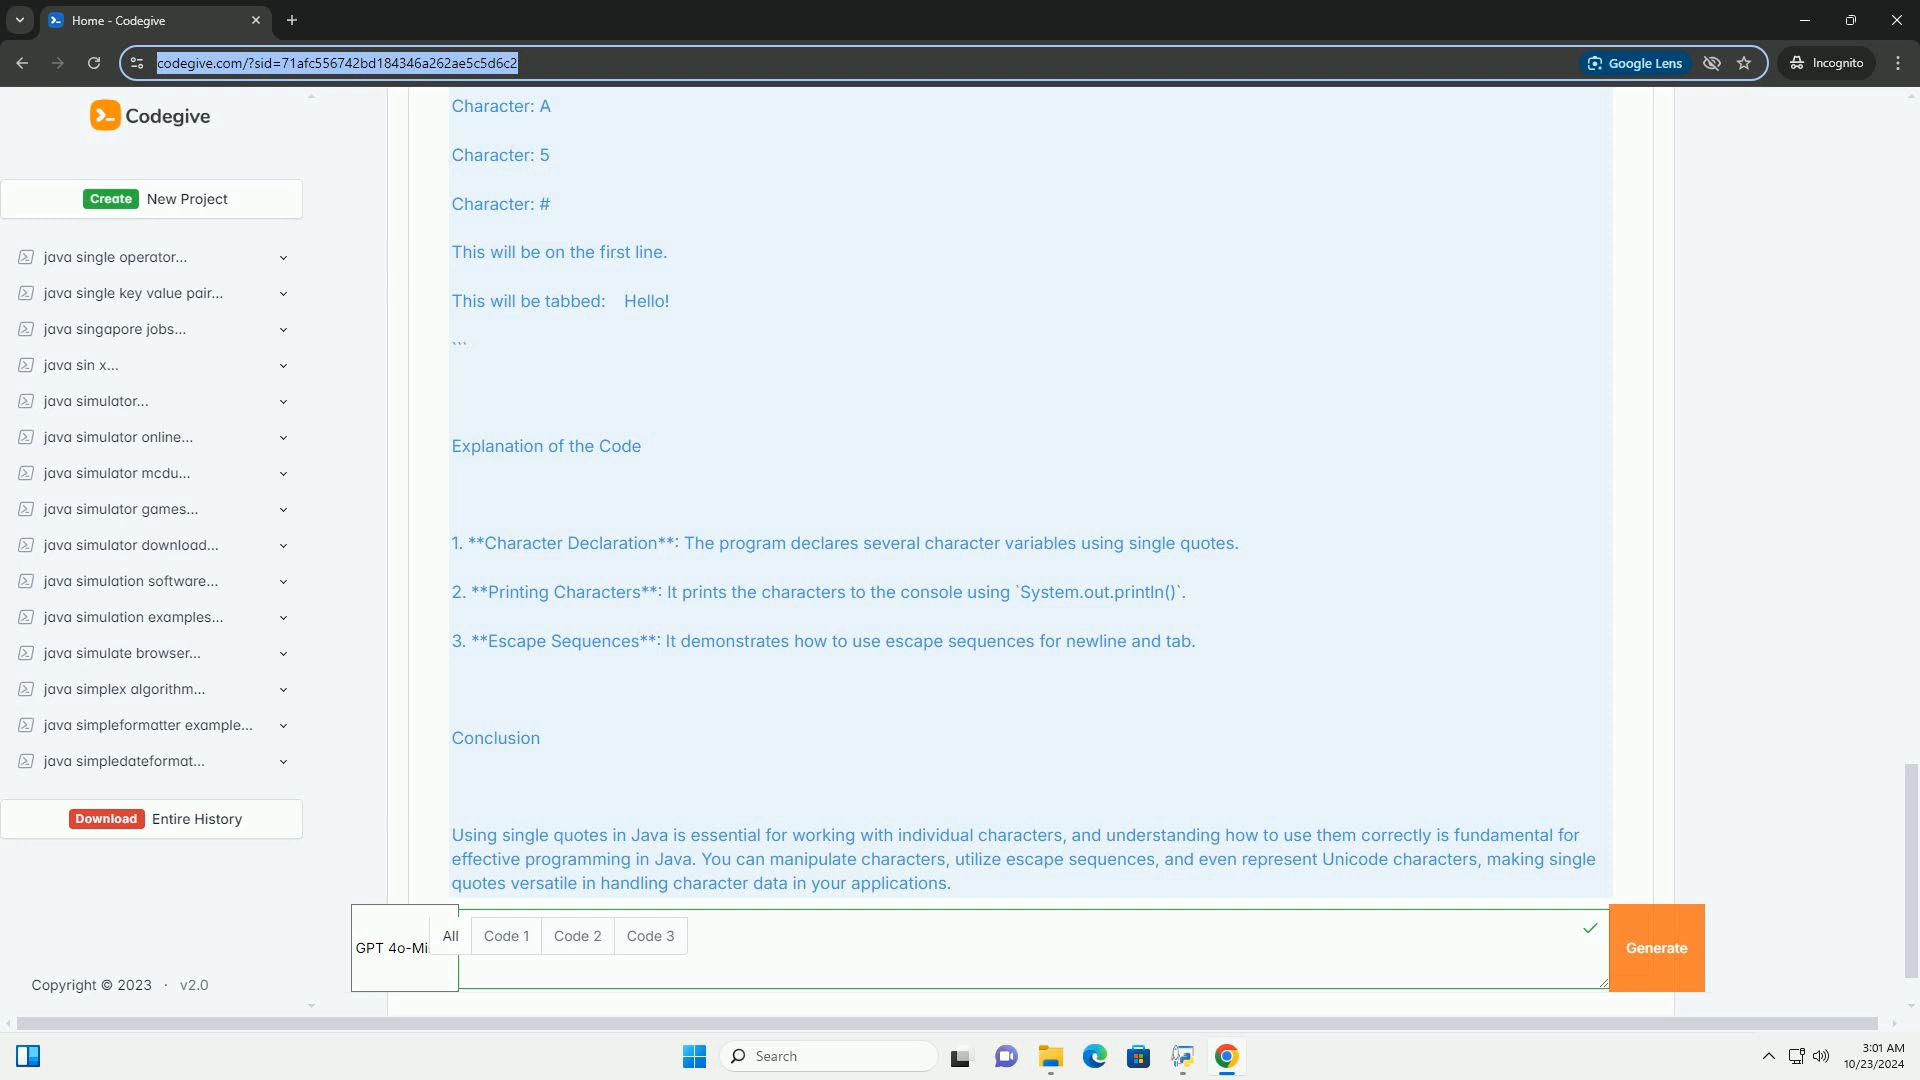 Home - Codegive
codegive.com/?sid=71afc556742bd184346a262ae5c5d6c2
Google Lens
Incognito
Codegive
Create New Project
java single operator...
java single key value pair...
java singapore jobs...
java sin x...
java simulator...
java simulator online...
java simulator mcdu...
java simulator games...
java simulator download...
java simulation software...
java simulation examples...
java simulate browser...
java simplex algorithm...
java simpleformatter example...
java simpledateformat...
Download Entire History
Copyright © 2023 · v2.0
Character: A
Character: 5
Character: #
This will be on the first line.
This will be tabbed:    Hello!
```
Explanation of the Code
1. **Character Declaration**: The program declares several character variables using single quotes.
2. **Printing Characters**: It prints the characters to the console using `System.out.println()`.
3. **Escape Sequences**: It demonstrates how to use escape sequences for newline and tab.
Conclusion
Using single quotes in Java is essential for working with individual characters, and understanding how to use them correctly is fundamental for
effective programming in Java. You can manipulate characters, utilize escape sequences, and even represent Unicode characters, making single
quotes versatile in handling character data in your applications.
GPT 4o-Mi
All Code 1 Code 2 Code 3
Generate
Search
3:01 AM
10/23/2024